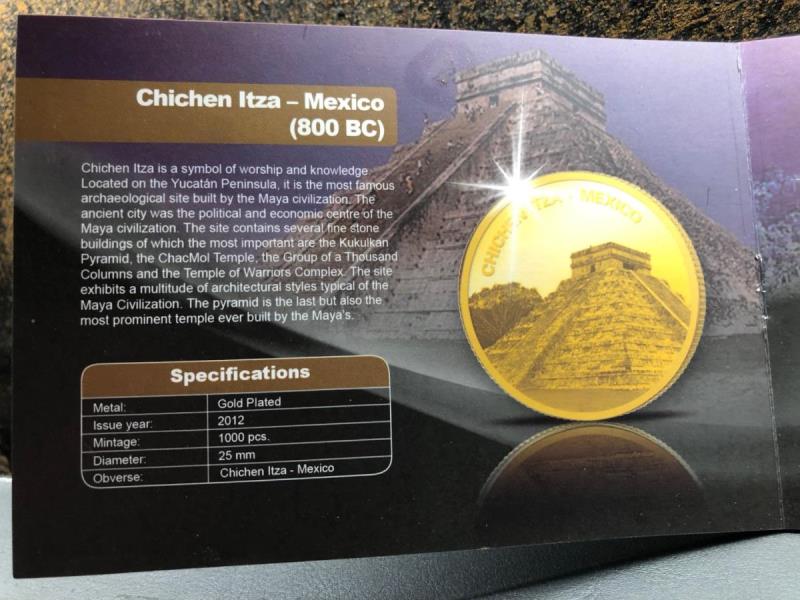 Chichen Itza – Mexico
(800 BC)
Chichen Itza is a symbol of worship and knowledge.
Located on the Yucatán Peninsula, it is the most famous
archaeological site built by the Maya civilization. The
ancient city was the political and economic centre of the
Maya civilization. The site contains several fine stone
buildings of which the most important are the Kukulkan
Pyramid, the ChacMol Temple, the Group of a Thousand
Columns and the Temple of Warriors Complex. The site
exhibits a multitude of architectural styles typical of the
Maya Civilization. The pyramid is the last but also the
most prominent temple ever built by the Maya's.
CHICHEN ITZA - MEXICO
Specifications
Metal: Gold Plated
Issue year: 2012
Mintage: 1000 pcs.
Diameter: 25 mm
Obverse: Chichen Itza - Mexico